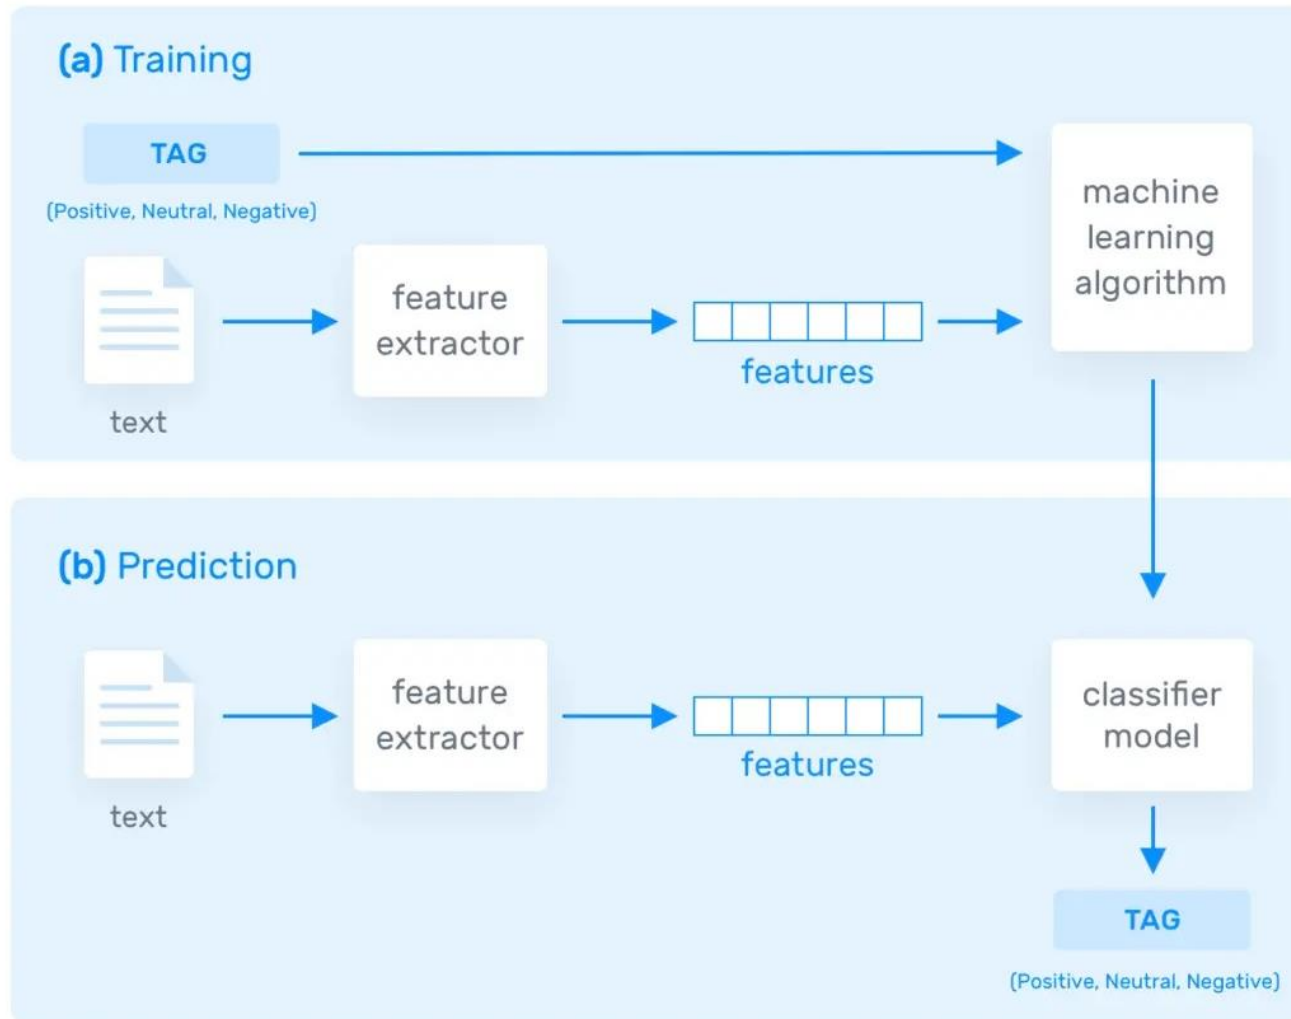 (a) Training
TAG
(Positive, Neutral, Negative)
text
feature
extractor
features
machine
learning
algorithm
(b) Prediction
text
feature
extractor
features
classifier
model
TAG
(Positive, Neutral, Negative)